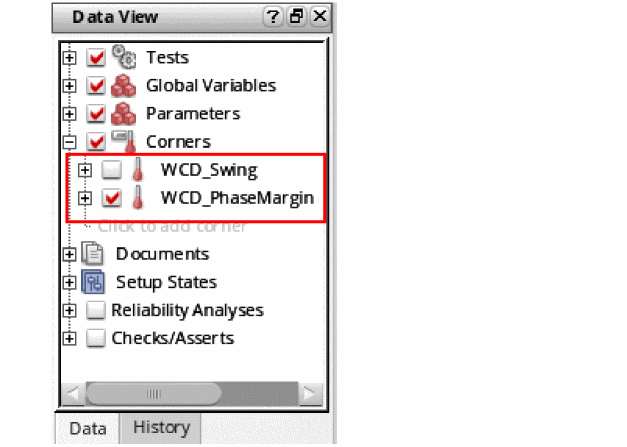 Data View
Tests
Global Variables
Parameters
Corners
WCD_Swing
WCD_PhaseMargin
Click to add corner
Documents
Setup States
Reliability Analyses
Checks/Asserts
Data History